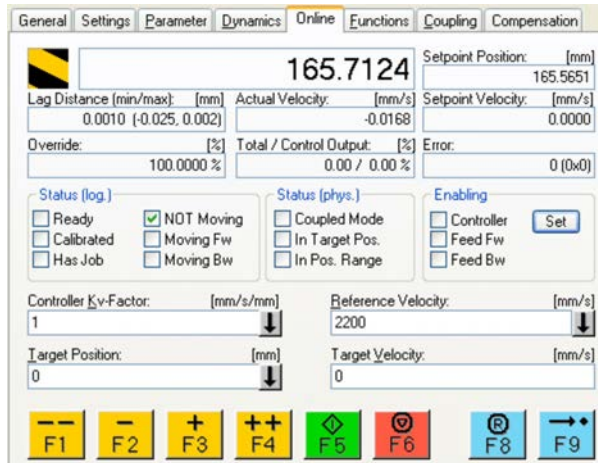 General Settings Parameter Dynamics Online Functions Coupling Compensation
165.7124
Setpoint Position: [mm]
165.5651
Lag Distance (min/max): [mm] Actual Velocity: [mm/s] Setpoint Velocity: [mm/s]
0.0010 (-0.025, 0.002) -0.0168 0.0000
Override: [%] Total / Control Output: [%] Error:
100.0000 % 0.00 / 0.00 % 0 (0x0)
Status (log.) Status (phys.) Enabling
Ready NOT Moving Coupled Mode Controller Set
Calibrated Moving Fw In Target Pos. Feed Fw
Has Job Moving Bw In Pos. Range Feed Bw
Controller Kv-Factor: [mm/s/mm] Reference Velocity: [mm/s]
1 2200
Target Position: [mm] Target Velocity: [mm/s]
0 0
-- - + ++ R
F1 F2 F3 F4 F5 F6 F8 F9